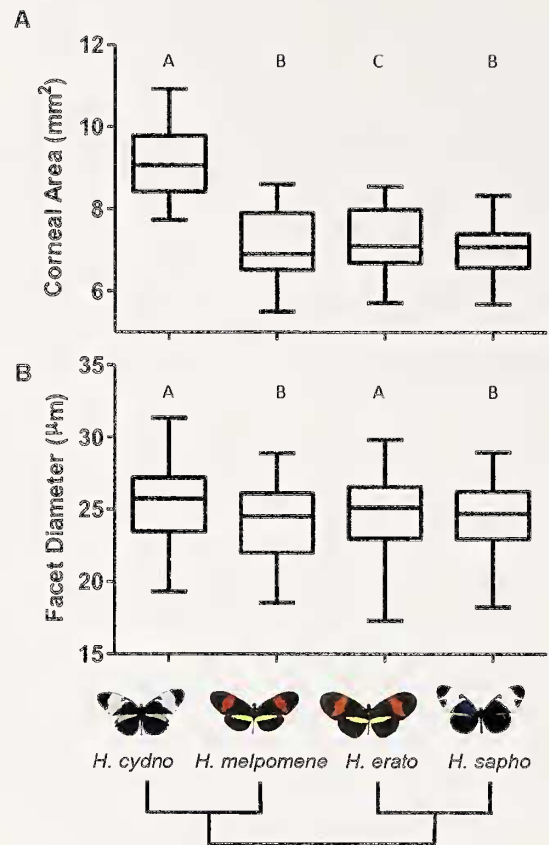 A
Corneal Area (mm²)
12
10
8
6
A B C B
B
Facet Diameter (μm)
35
30
25
20
15
A B A B
H. cydno H. melpomene H. erato H. sapho